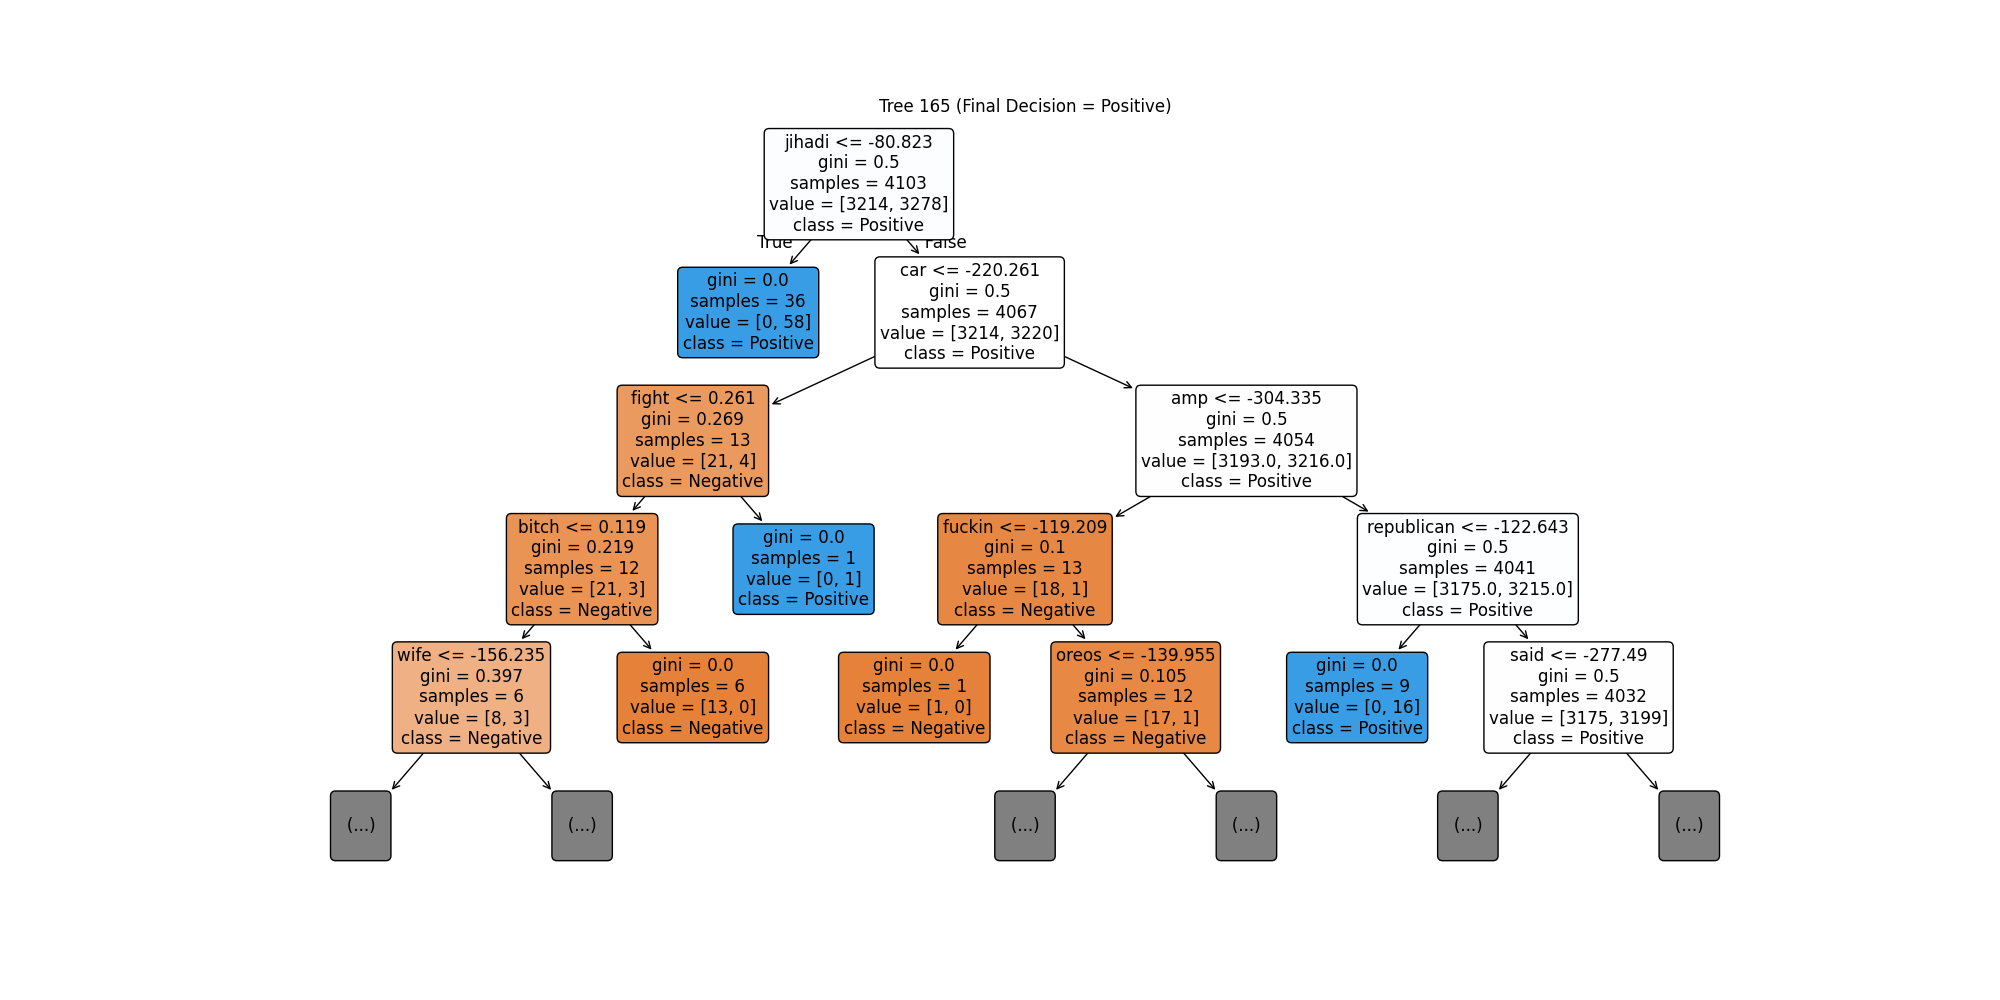 Tree 165 (Final Decision = Positive)
jihadi <= -80.823
gini = 0.5
samples = 4103
value = [3214, 3278]
class = Positive
True
False
gini = 0.0
samples = 36
value = [0, 58]
class = Positive
car <= -220.261
gini = 0.5
samples = 4067
value = [3214, 3220]
class = Positive
fight <= 0.261
gini = 0.269
samples = 13
value = [21, 4]
class = Negative
amp <= -304.335
gini = 0.5
samples = 4054
value = [3193.0, 3216.0]
class = Positive
bitch <= 0.119
gini = 0.219
samples = 12
value = [21, 3]
class = Negative
gini = 0.0
samples = 1
value = [0, 1]
class = Positive
fuckin <= -119.209
gini = 0.1
samples = 13
value = [18, 1]
class = Negative
republican <= -122.643
gini = 0.5
samples = 4041
value = [3175.0, 3215.0]
class = Positive
wife <= -156.235
gini = 0.397
samples = 6
value = [8, 3]
class = Negative
gini = 0.0
samples = 6
value = [13, 0]
class = Negative
gini = 0.0
samples = 1
value = [1, 0]
class = Negative
oreos <= -139.955
gini = 0.105
samples = 12
value = [17, 1]
class = Negative
gini = 0.0
samples = 9
value = [0, 16]
class = Positive
said <= -277.49
gini = 0.5
samples = 4032
value = [3175, 3199]
class = Positive
(...)
(...)
(...)
(...)
(...)
(...)